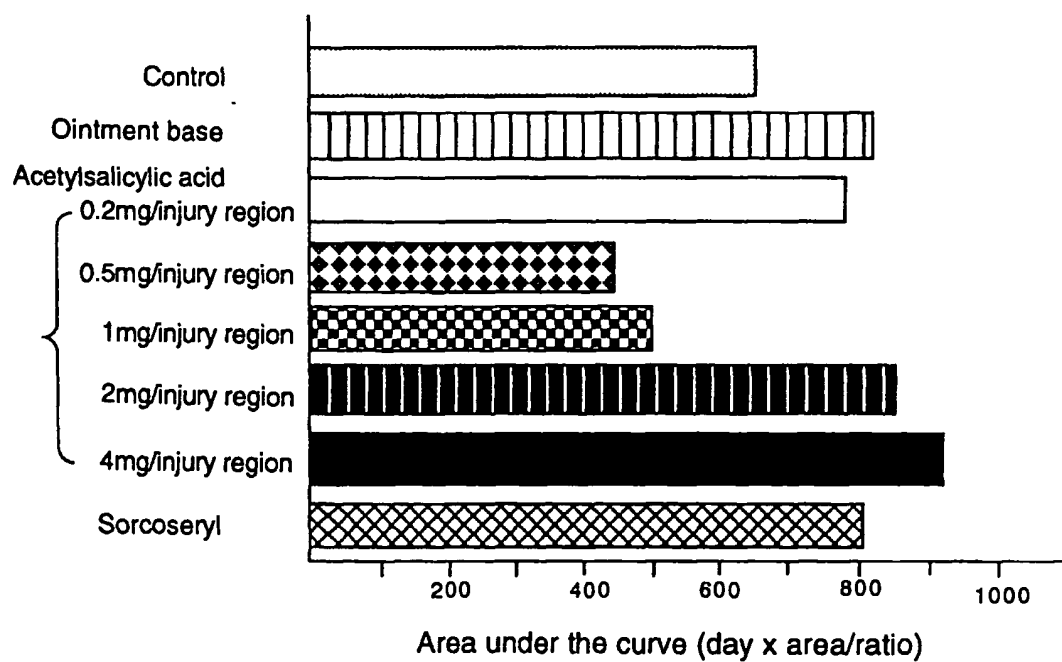 Control
Ointment base
Acetylsalicylic acid
0.2mg/injury region
0.5mg/injury region
1mg/injury region
2mg/injury region
4mg/injury region
Sorcoseryl
200 400 600 800 1000
Area under the curve (day x area/ratio)